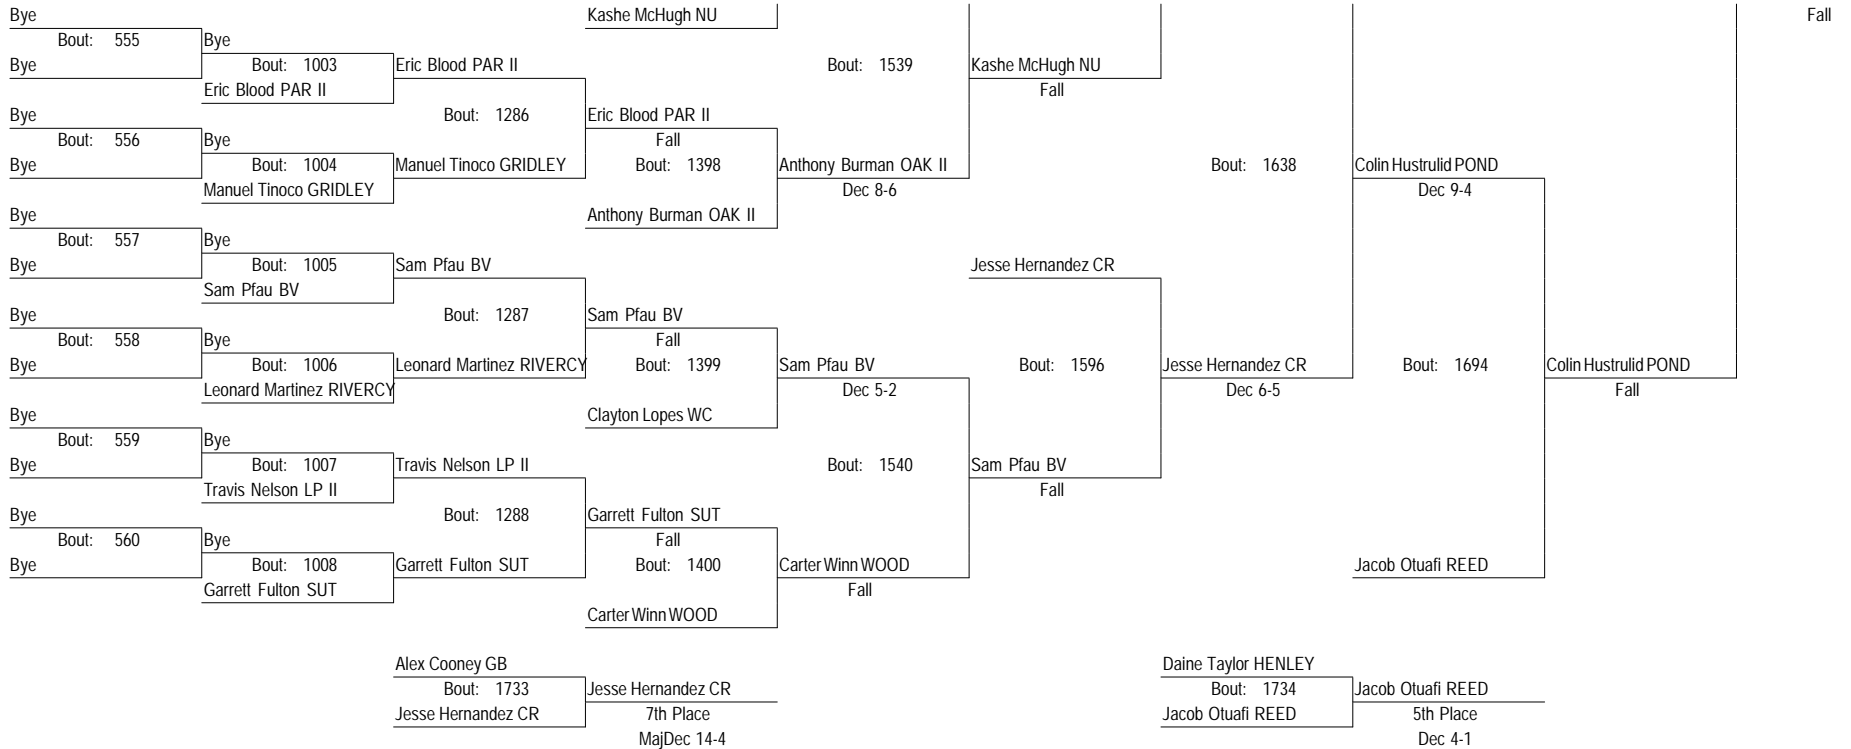 Bye Kashe McHugh NU Fall
Bout: 555 Bye
Bye Bout: 1003 Eric Blood PAR II Bout: 1539 Kashe McHugh NU
Eric Blood PAR II Fall
Bye Bout: 1286 Eric Blood PAR II
Bout: 556 Bye Fall
Bye Bout: 1004 Manuel Tinoco GRIDLEY Bout: 1398 Anthony Burman OAK II Bout: 1638 Colin Hustrulid POND
Manuel Tinoco GRIDLEY Dec 8-6 Dec 9-4
Bye Anthony Burman OAK II
Bout: 557 Bye
Bye Bout: 1005 Sam Pfau BV Jesse Hernandez CR
Sam Pfau BV
Bye Bout: 1287 Sam Pfau BV
Bout: 558 Bye Fall
Bye Bout: 1006 Leonard Martinez RIVERCY Bout: 1399 Sam Pfau BV Bout: 1596 Jesse Hernandez CR Bout: 1694 Colin Hustrulid POND
Leonard Martinez RIVERCY Dec 5-2 Dec 6-5 Fall
Bye Clayton Lopes WC
Bout: 559 Bye
Bye Bout: 1007 Travis Nelson LP II Bout: 1540 Sam Pfau BV
Travis Nelson LP II Fall
Bye Bout: 1288 Garrett Fulton SUT
Bout: 560 Bye Fall
Bye Bout: 1008 Garrett Fulton SUT Bout: 1400 Carter Winn WOOD Jacob Otuafi REED
Garrett Fulton SUT Fall
Carter Winn WOOD
Alex Cooney GB Daine Taylor HENLEY
Bout: 1733 Jesse Hernandez CR Bout: 1734 Jacob Otuafi REED
Jesse Hernandez CR 7th Place Jacob Otuafi REED 5th Place
MajDec 14-4 Dec 4-1